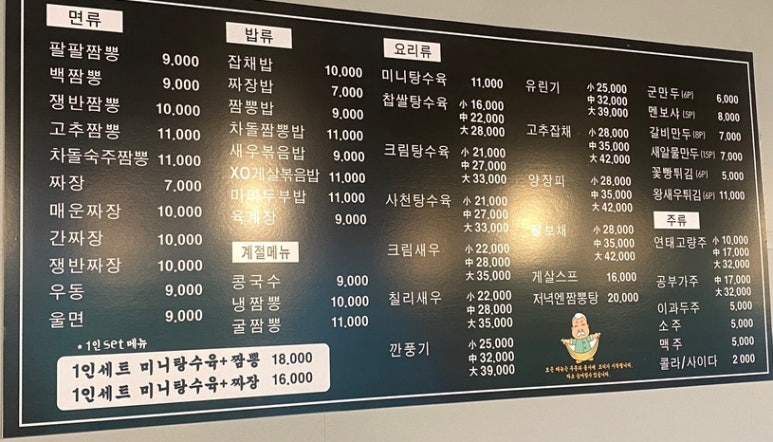 면류
팔팔짬뽕 9,000
백짬뽕 9,000
쟁반짬뽕 10,000
고추짬뽕 11,000
차돌숙주짬뽕 11,000
짜장 7,000
매운짜장 10,000
간짜장 10,000
쟁반짜장 10,000
우동 9,000
울면 9,000
* 1인 set 메뉴
1인세트 미니탕수육+짬뽕 18,000
1인세트 미니탕수육+짜장 16,000
밥류
잡채밥 10,000
짜장밥 7,000
짬뽕밥 9,000
차돌짬뽕밥 11,000
새우볶음밥 9,000
XO게살볶음밥 11,000
마파두부밥 11,000
육계장 9,000
계절메뉴
콩국수 9,000
냉짬뽕 10,000
굴짬뽕 11,000
요리류
미니탕수육 11,000
찹쌀탕수육 小 16,000
中 22,000
大 28,000
크림탕수육 小 21,000
中 27,000
大 33,000
사천탕수육 小 21,000
中 27,000
大 33,000
크림새우 小 22,000
中 28,000
大 35,000
칠리새우 小 22,000
中 28,000
大 35,000
깐풍기 小 25,000
中 32,000
大 39,000
유린기 小 25,000
中 32,000
大 39,000
고추잡채 小 28,000
中 35,000
大 42,000
양장피 小 28,000
中 35,000
大 42,000
팔보채 小 28,000
中 35,000
大 42,000
게살스프 16,000
저녁엔짬뽕탕 20,000
군만두(6P) 6,000
멘보샤(5P) 8,000
갈비만두(8P) 7,000
새알물만두(15P) 7,000
꽃빵튀김(6P) 5,000
왕새우튀김(6P) 11,000
주류
연태고량주 小 10,000
中 17,000
大 32,000
공부가주 中 17,000
大 32,000
이과두주 5,000
소주 5,000
맥주 5,000
콜라/사이다 2 000